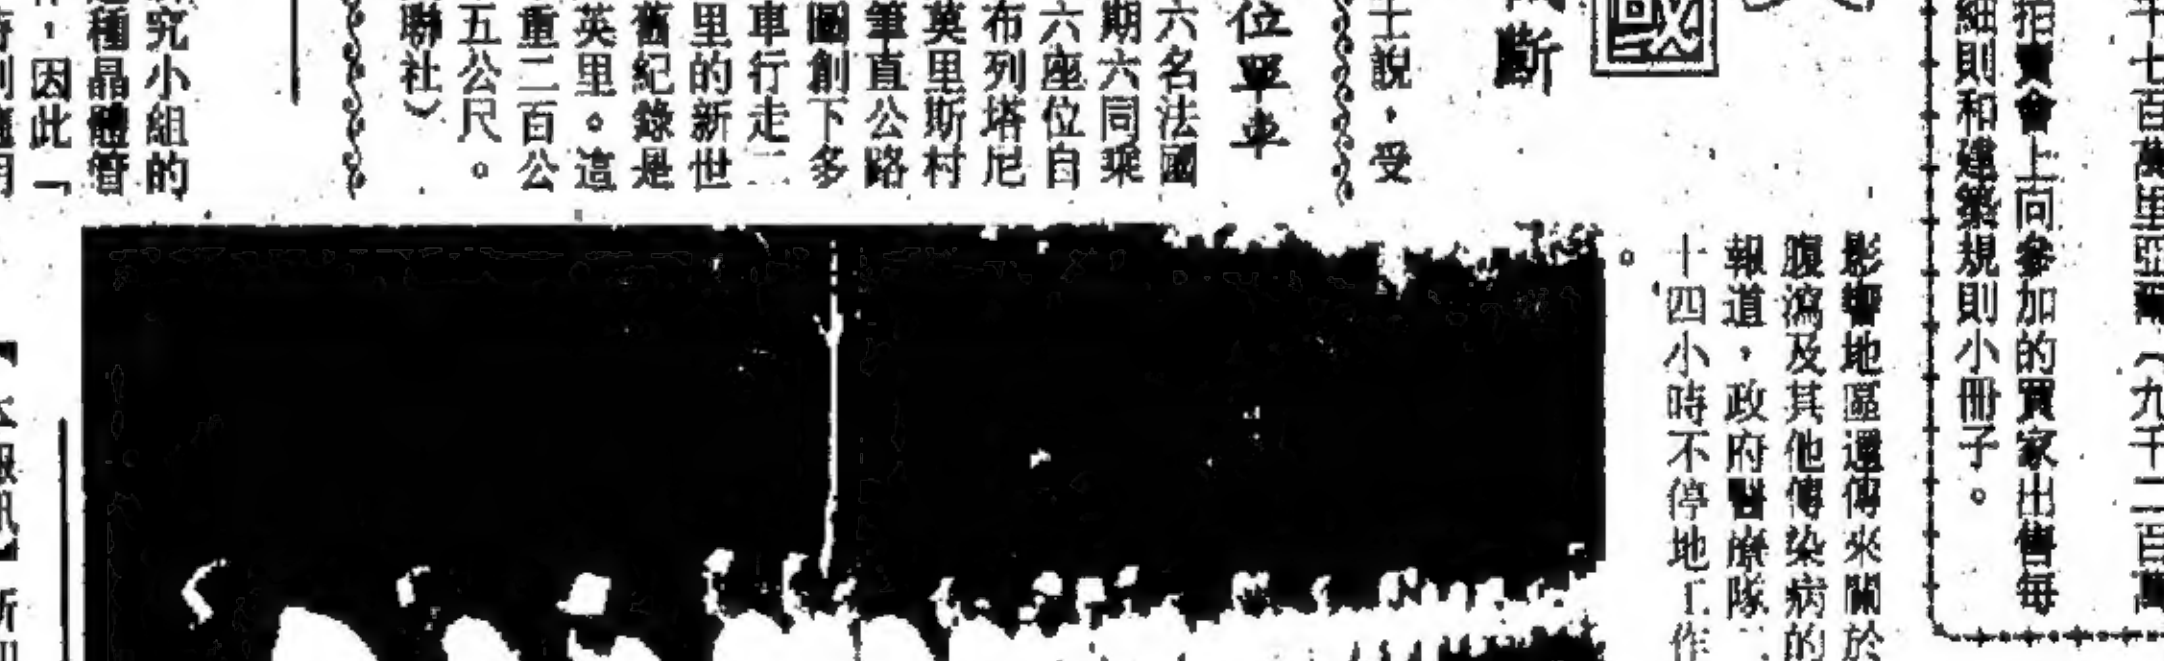 千七百萬里亞爾（九千二百萬
拍賣會上向參加的買家出售每
細則和建築規則小冊子。
國
斷
影響地區還傳來關於
腹瀉及其他傳染病的
報道，政府醫療隊二
十四小時不停地工作
。
士說，受
位單車
六名法國
期六同乘
六座位自
布列塔尼
莫里斯村
筆直公路
圖創下多
車行走二
里的新世
舊紀錄是
英里。這
重二百公
五公尺。
聯社）
究小組的
種晶體管
，因此「